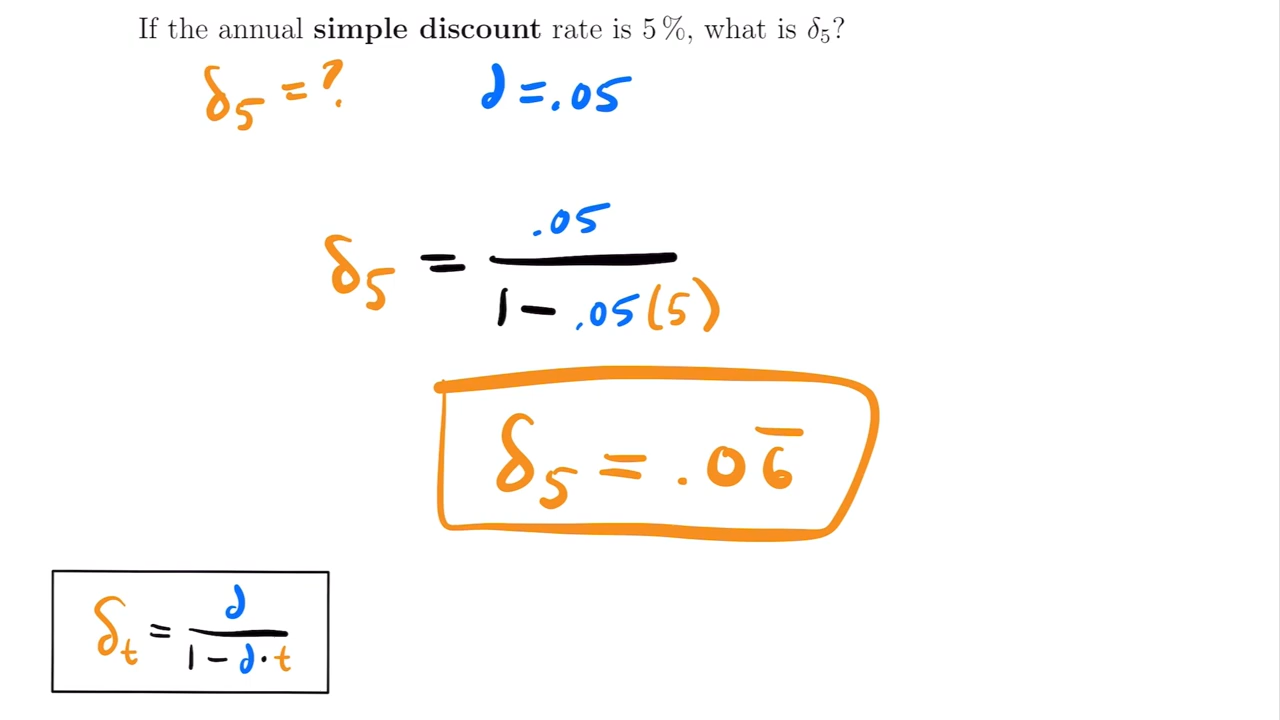 If the annual simple discount rate is 5%, what is δ₅?
δ₅ = ?   d = .05
δ₅ = .05 / (1 − .05(5))
δ₅ = .06̅
δₜ = d / (1 − d · t)